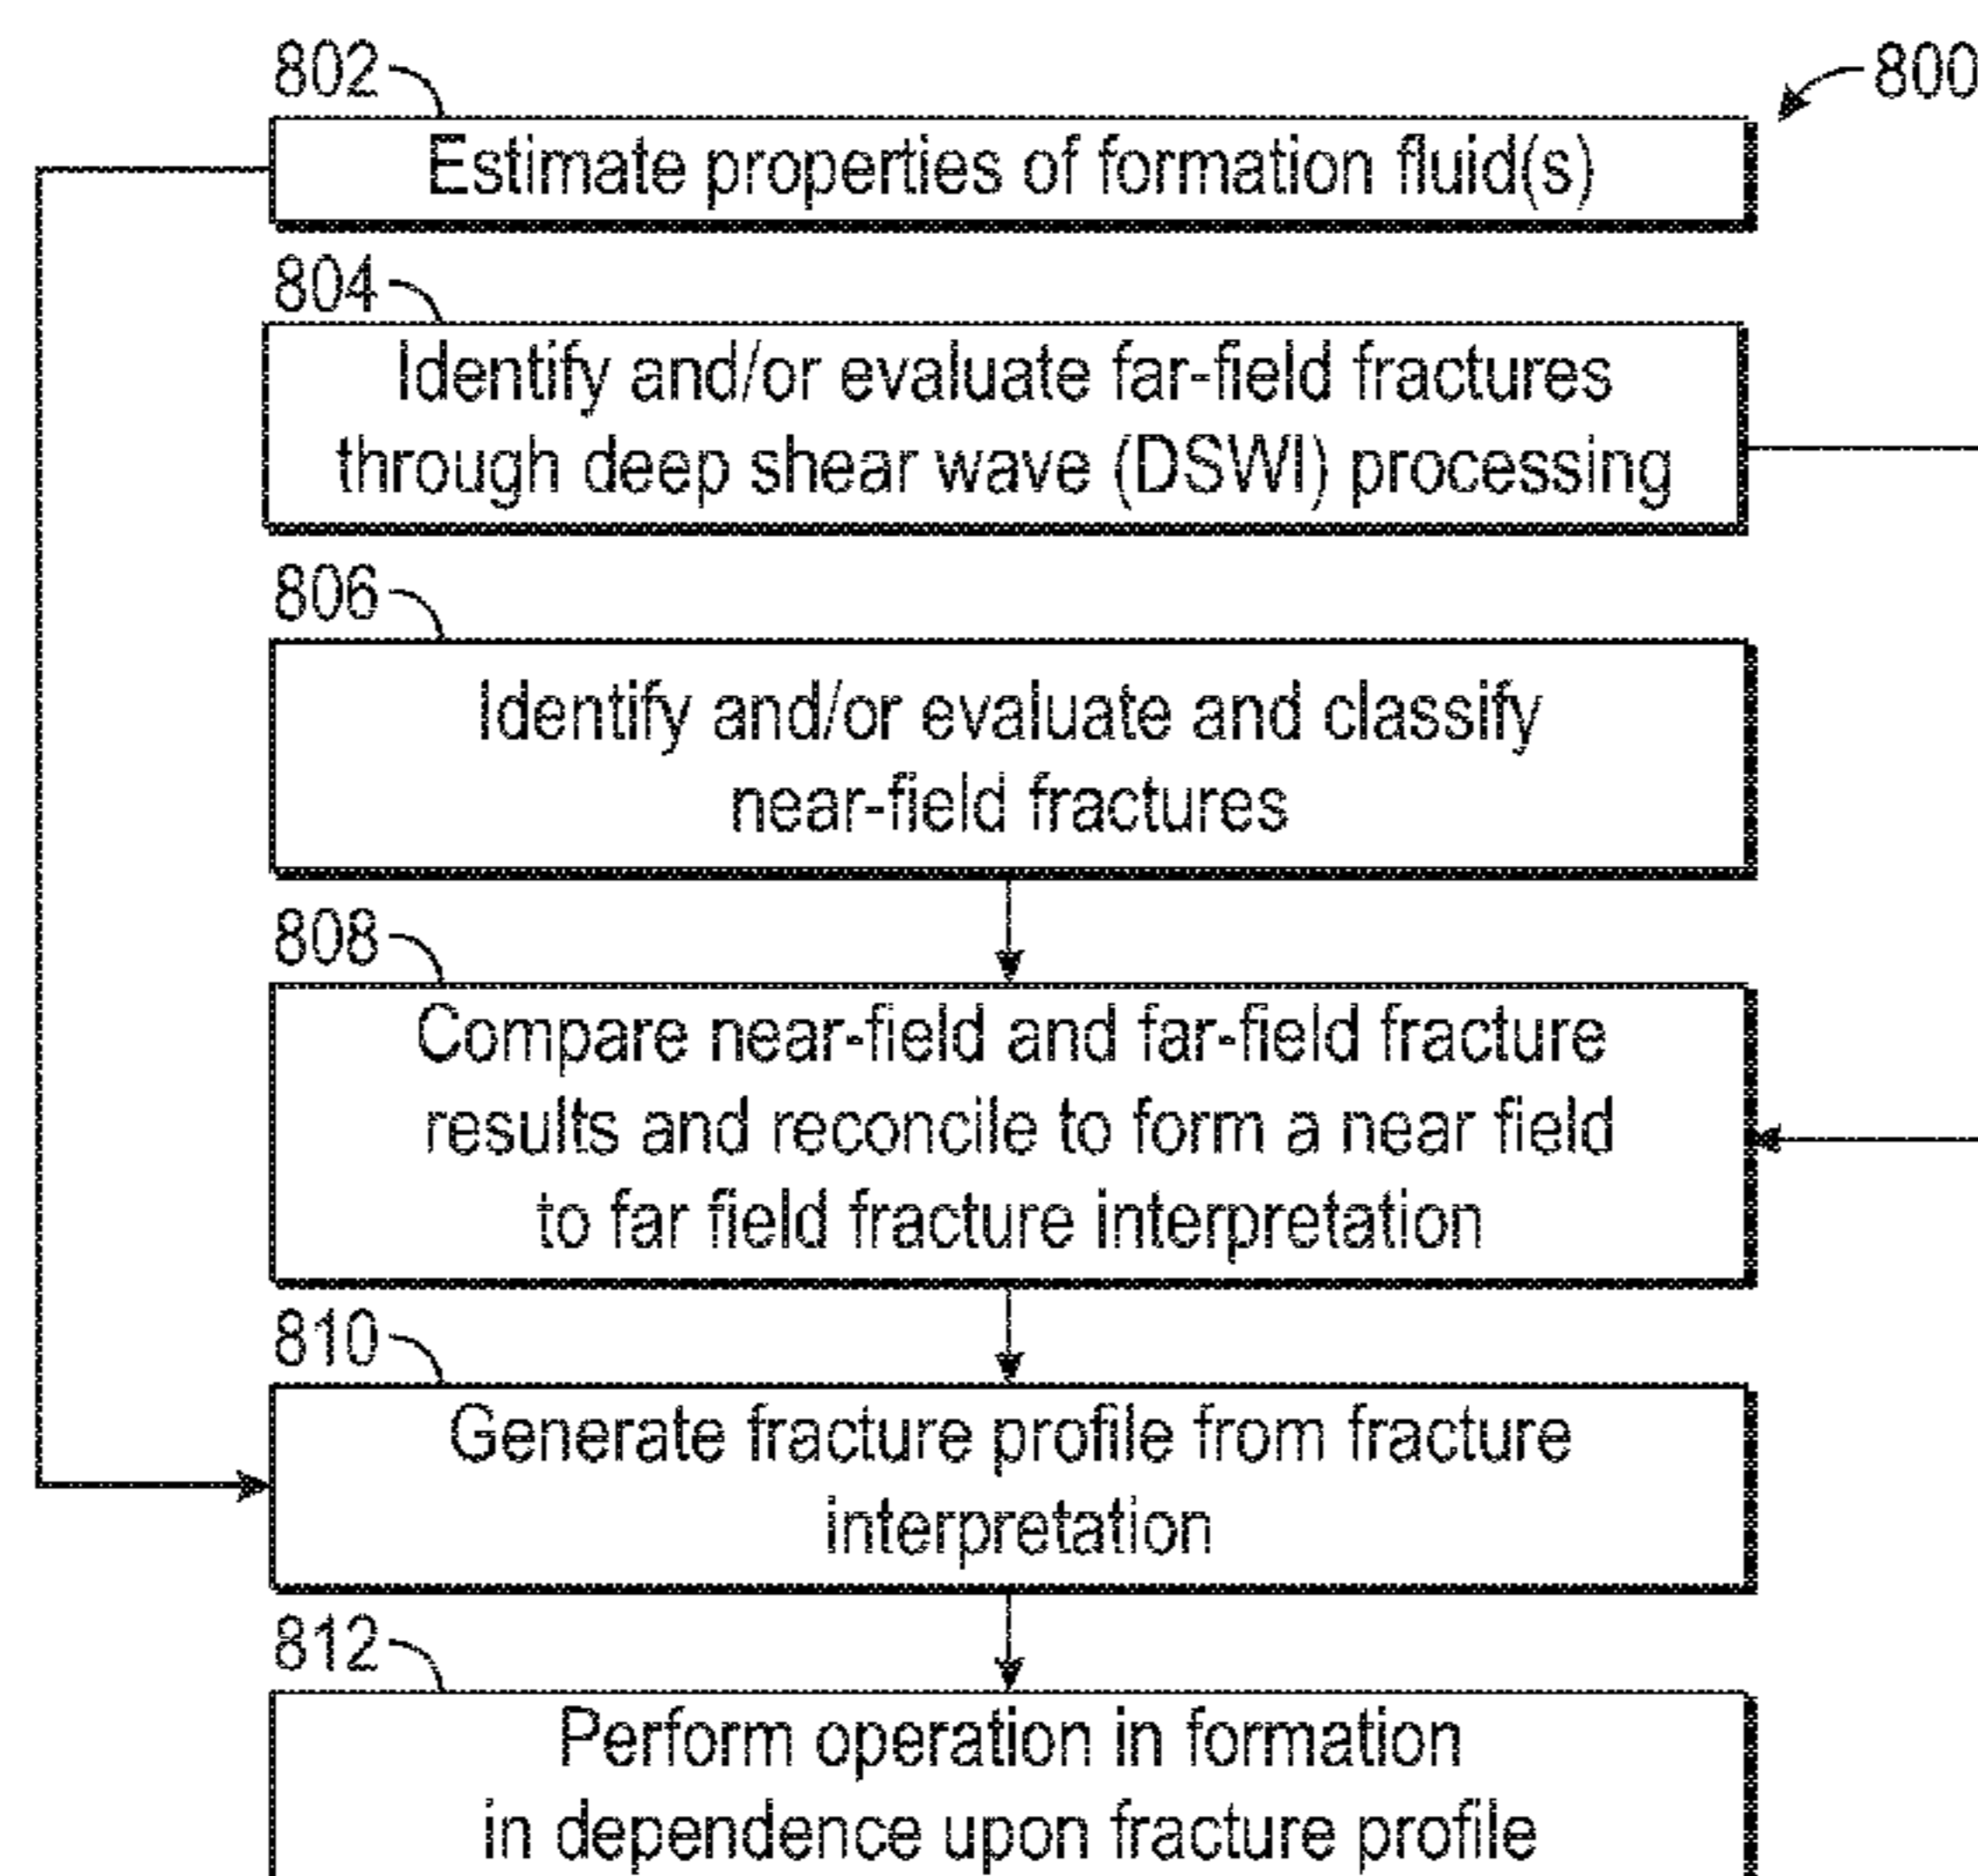 802
800
Estimate properties of formation fluid(s)
804
Identify and/or evaluate far-field fractures
through deep shear wave (DSWI) processing
806
Identify and/or evaluate and classify
near-field fractures
808
Compare near-field and far-field fracture
results and reconcile to form a near field
to far field fracture interpretation
810
Generate fracture profile from fracture
interpretation
812
Perform operation in formation
in dependence upon fracture profile